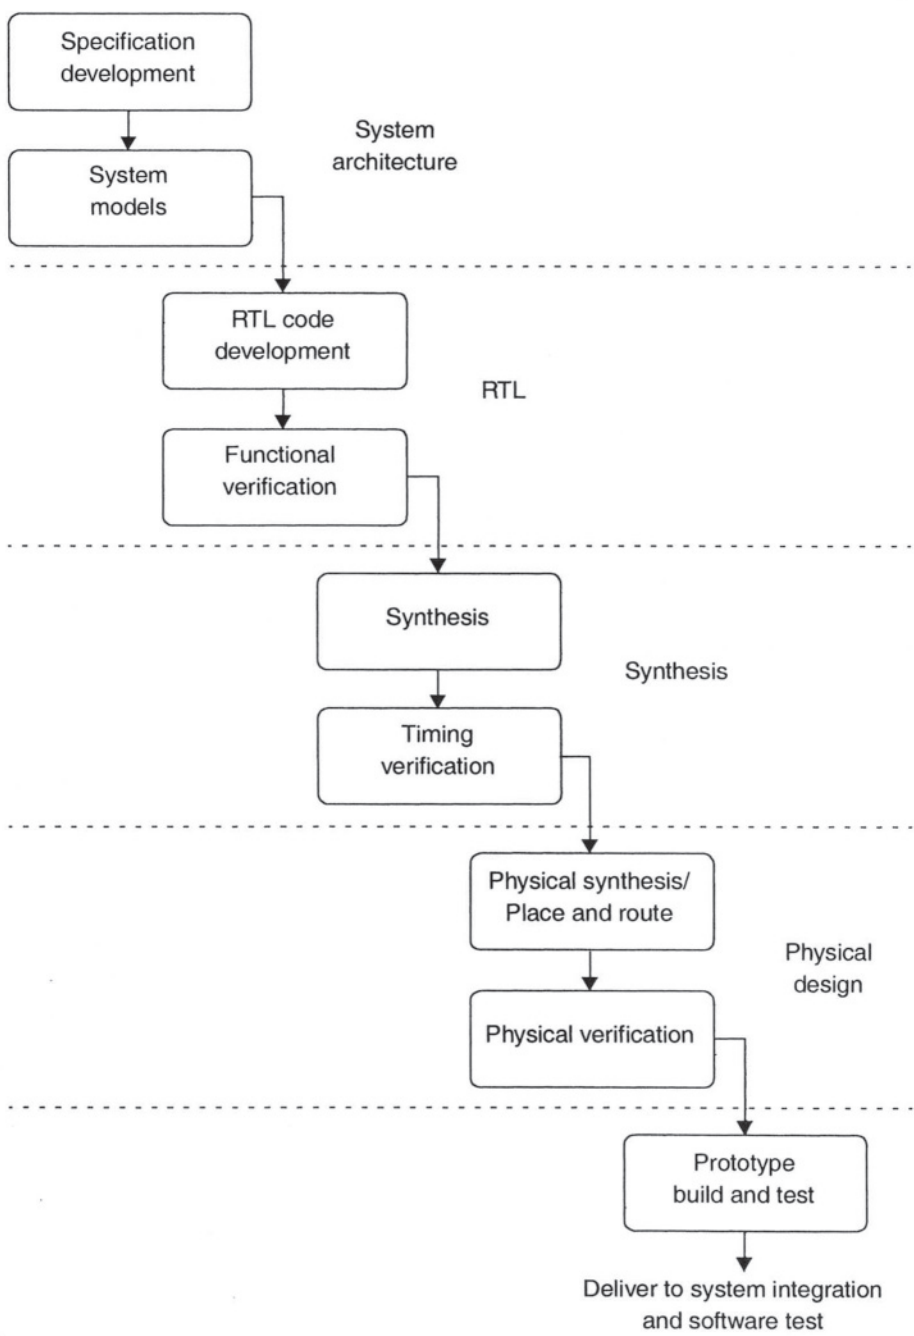 Specification
development
System
architecture
System
models
RTL code
development
RTL
Functional
verification
Synthesis
Synthesis
Timing
verification
Physical synthesis/
Place and route
Physical
design
Physical verification
Prototype
build and test
Deliver to system integration
and software test